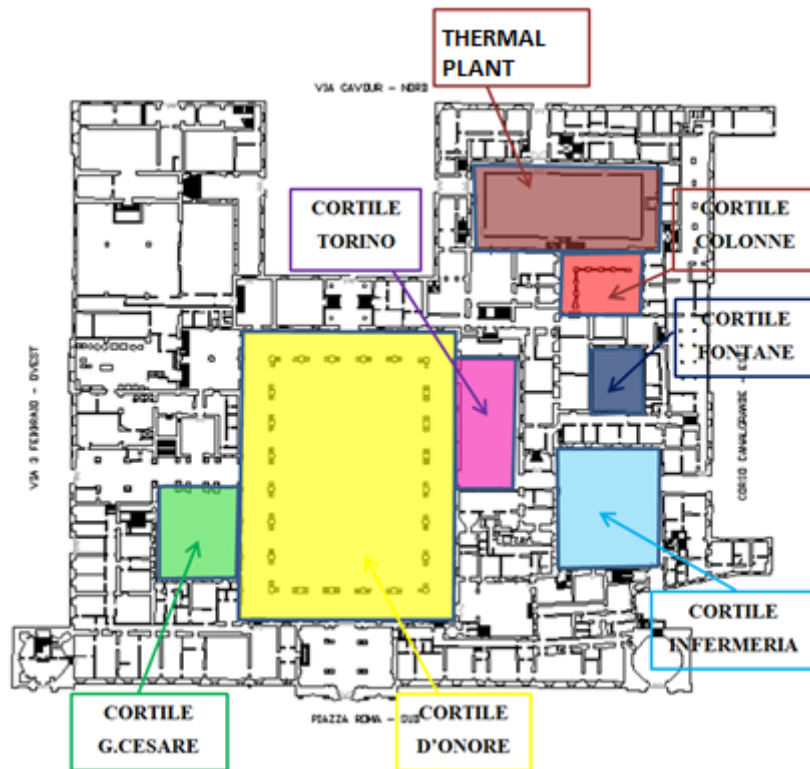 THERMAL
PLANT
VIA CAVOUR - NORD
CORTILE
TORINO
CORTILE
COLONNE
CORTILE
FONTANE
VIA 3 FEBBRAIO - OVEST
CORSO CANALGRANDE - ES
CORTILE
INFERMERIA
CORTILE
G.CESARE
PIAZZA ROMA - SUD
CORTILE
D'ONORE